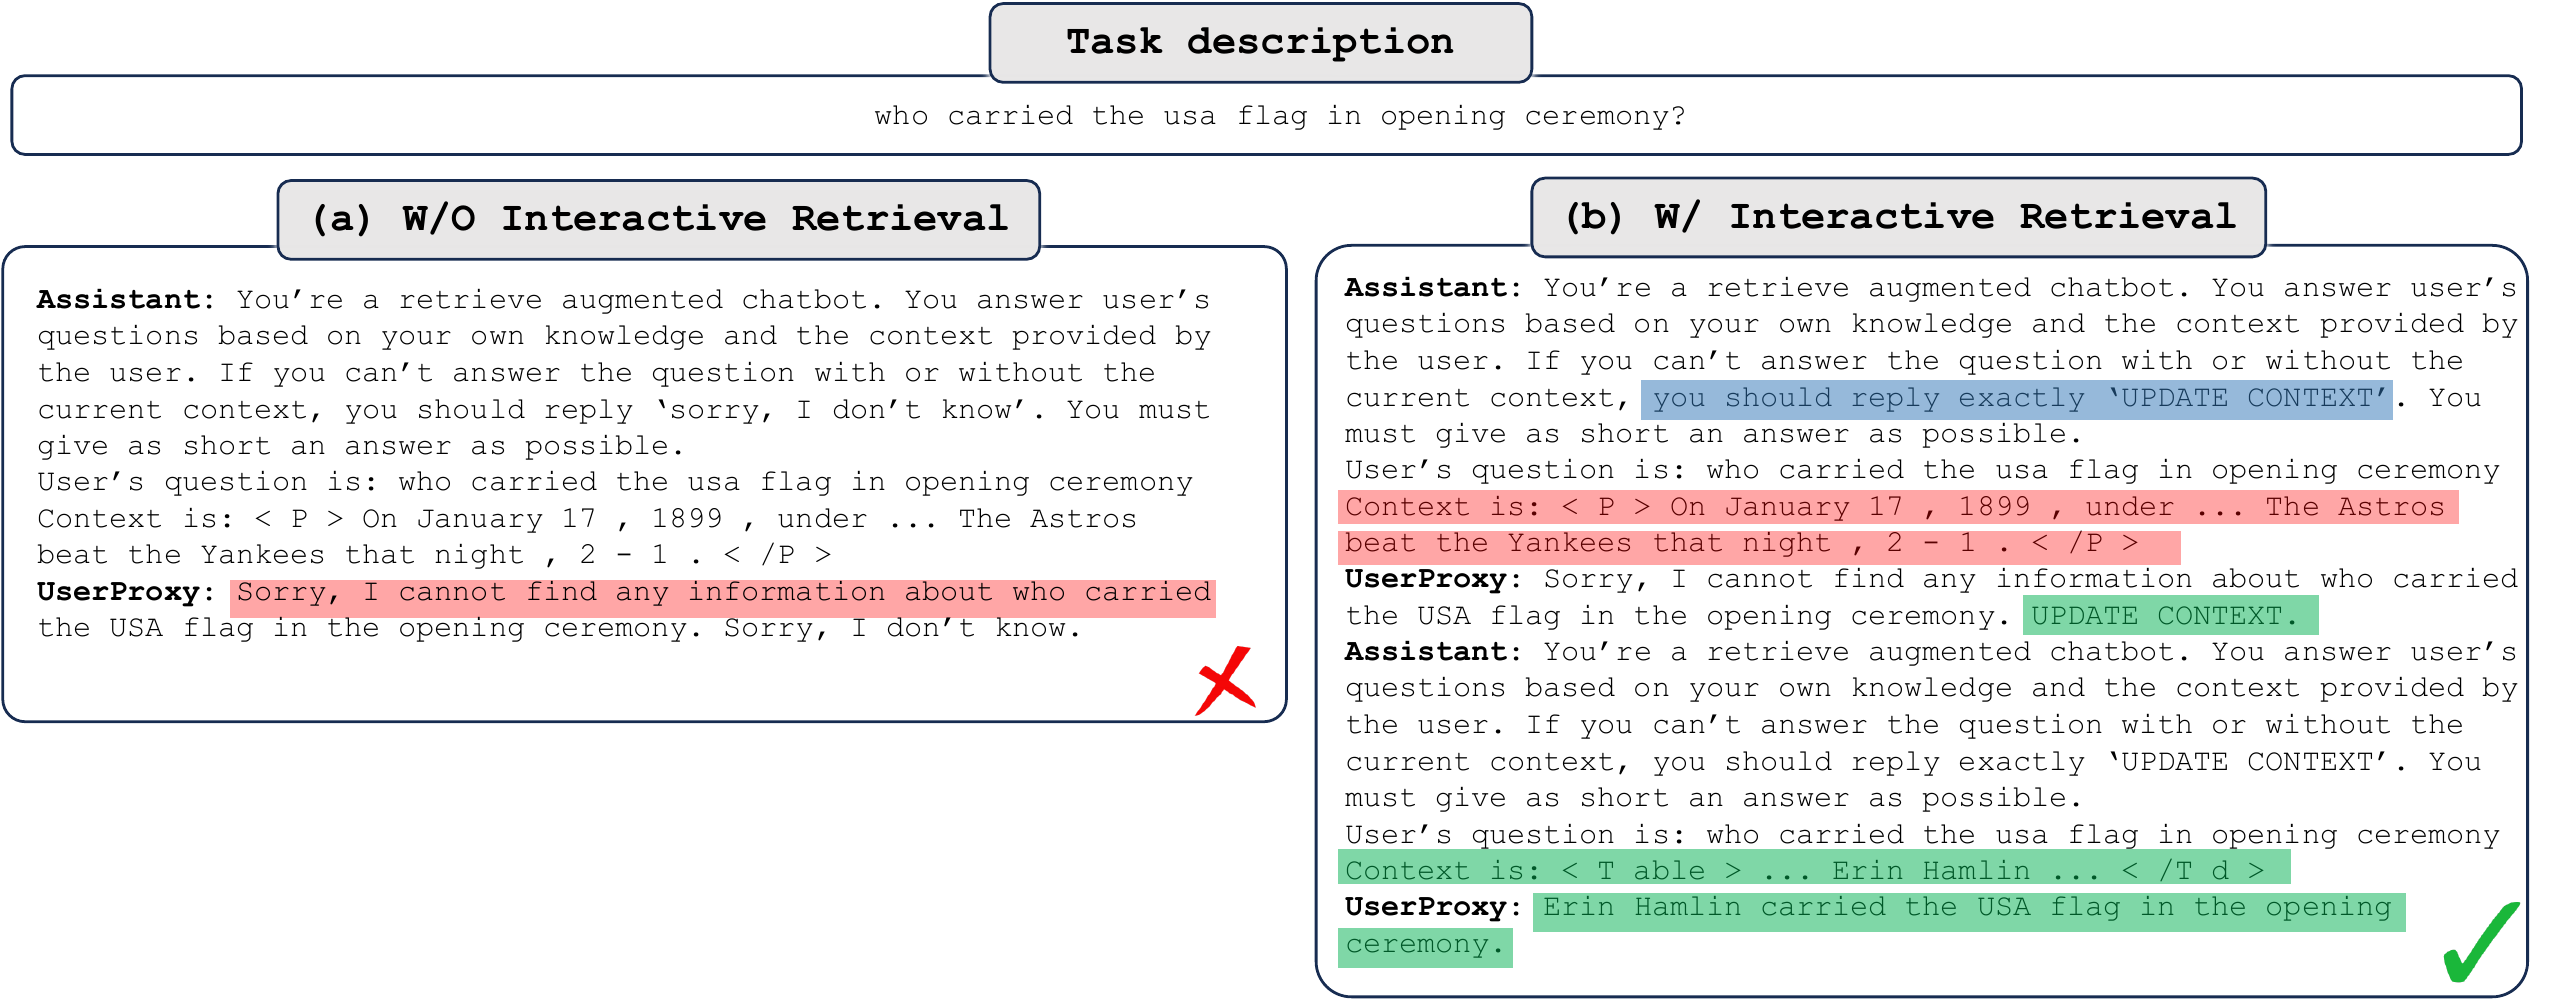 Task description
who carried the usa flag in opening ceremony?
(a) W/O Interactive Retrieval
Assistant: You’re a retrieve augmented chatbot. You answer user’s
questions based on your own knowledge and the context provided by
the user. If you can’t answer the question with or without the
current context, you should reply ‘sorry, I don’t know’. You must
give as short an answer as possible.
User’s question is: who carried the usa flag in opening ceremony
Context is: < P > On January 17 , 1899 , under ... The Astros
beat the Yankees that night , 2 - 1 . < /P >
UserProxy: Sorry, I cannot find any information about who carried
the USA flag in the opening ceremony. Sorry, I don’t know.
(b) W/ Interactive Retrieval
Assistant: You’re a retrieve augmented chatbot. You answer user’s
questions based on your own knowledge and the context provided by
the user. If you can’t answer the question with or without the
current context, you should reply exactly ‘UPDATE CONTEXT’. You
must give as short an answer as possible.
User’s question is: who carried the usa flag in opening ceremony
Context is: < P > On January 17 , 1899 , under ... The Astros
beat the Yankees that night , 2 - 1 . < /P >
UserProxy: Sorry, I cannot find any information about who carried
the USA flag in the opening ceremony. UPDATE CONTEXT.
Assistant: You’re a retrieve augmented chatbot. You answer user’s
questions based on your own knowledge and the context provided by
the user. If you can’t answer the question with or without the
current context, you should reply exactly ‘UPDATE CONTEXT’. You
must give as short an answer as possible.
User’s question is: who carried the usa flag in opening ceremony
Context is: < T able > ... Erin Hamlin ... < /T d >
UserProxy: Erin Hamlin carried the USA flag in the opening
ceremony.